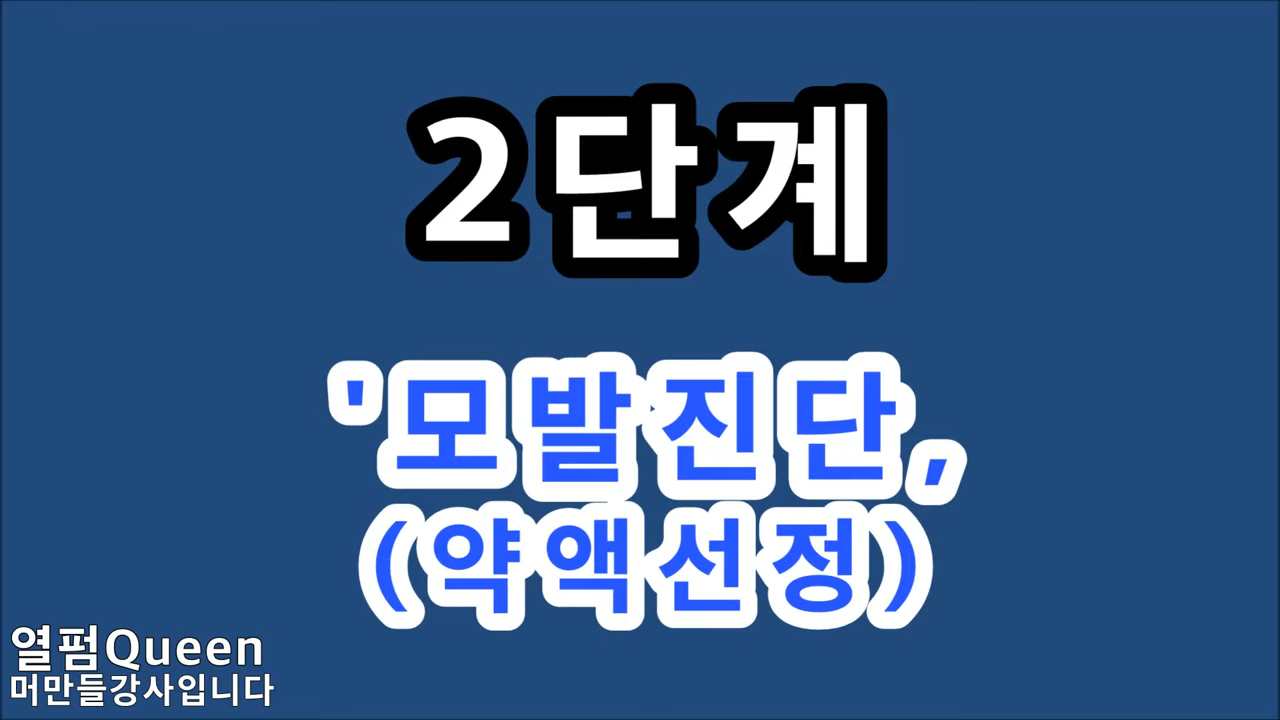 2단계
'모발진단,
(약액선정)
열펌Queen
머만들강사입니다